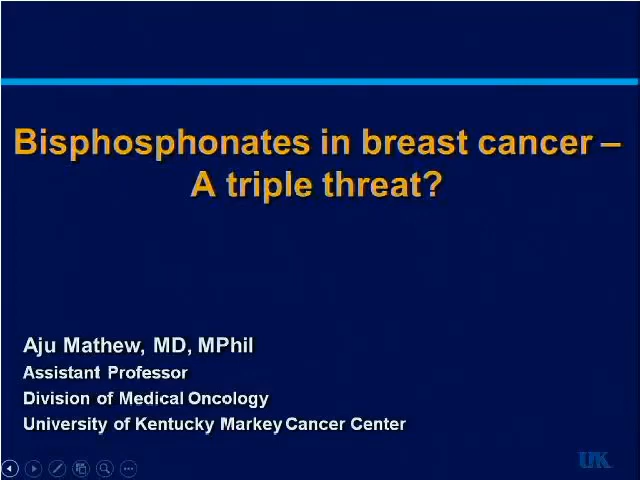 Bisphosphonates in breast cancer –
A triple threat?
Aju Mathew, MD, MPhil
Assistant Professor
Division of Medical Oncology
University of Kentucky Markey Cancer Center
UK